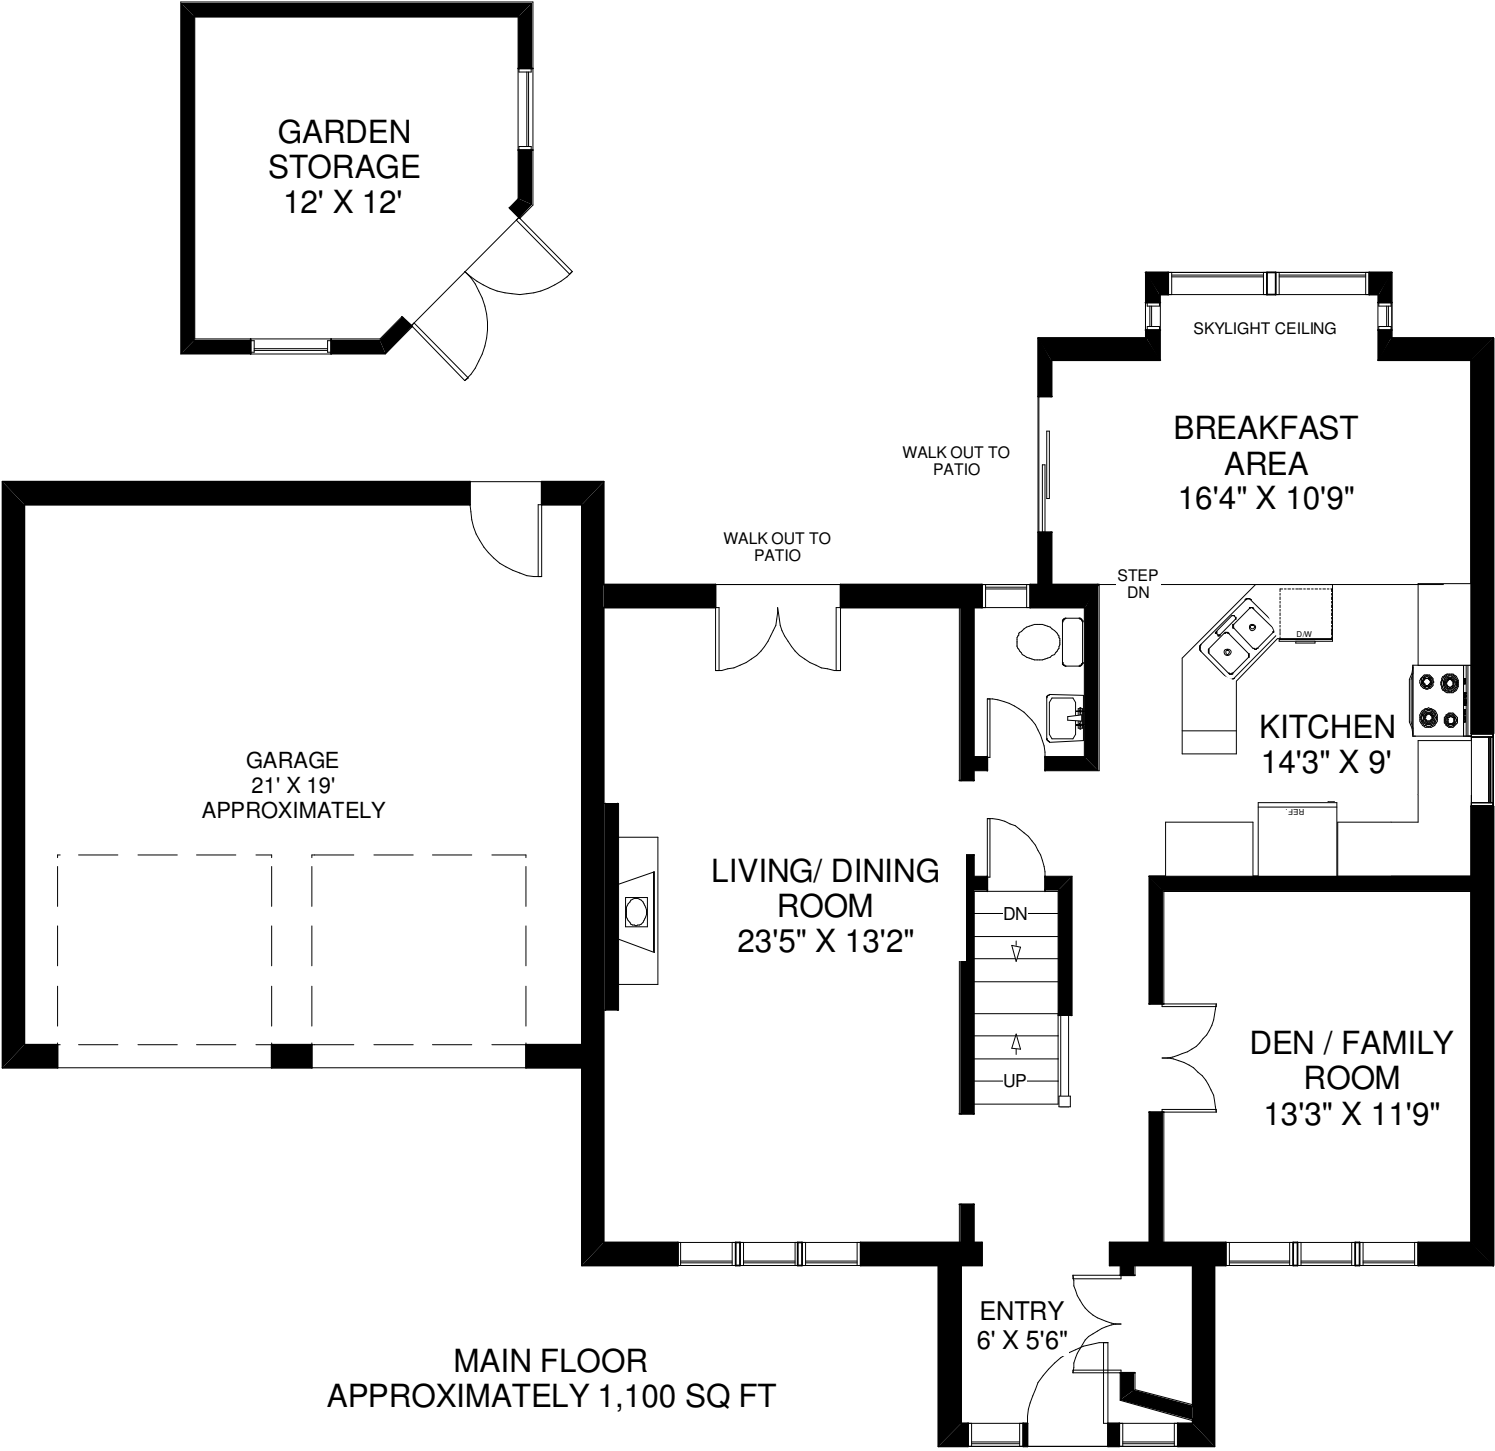 GARDEN
STORAGE
12' X 12'
SKYLIGHT CEILING
BREAKFAST
AREA
16'4" X 10'9"
WALK OUT TO
PATIO
WALK OUT TO
PATIO
STEP
DN
D/W
KITCHEN
14'3" X 9'
REF.
GARAGE
21' X 19'
APPROXIMATELY
LIVING/ DINING
ROOM
23'5" X 13'2"
DN
UP
DEN / FAMILY
ROOM
13'3" X 11'9"
ENTRY
6' X 5'6"
MAIN FLOOR
APPROXIMATELY 1,100 SQ FT